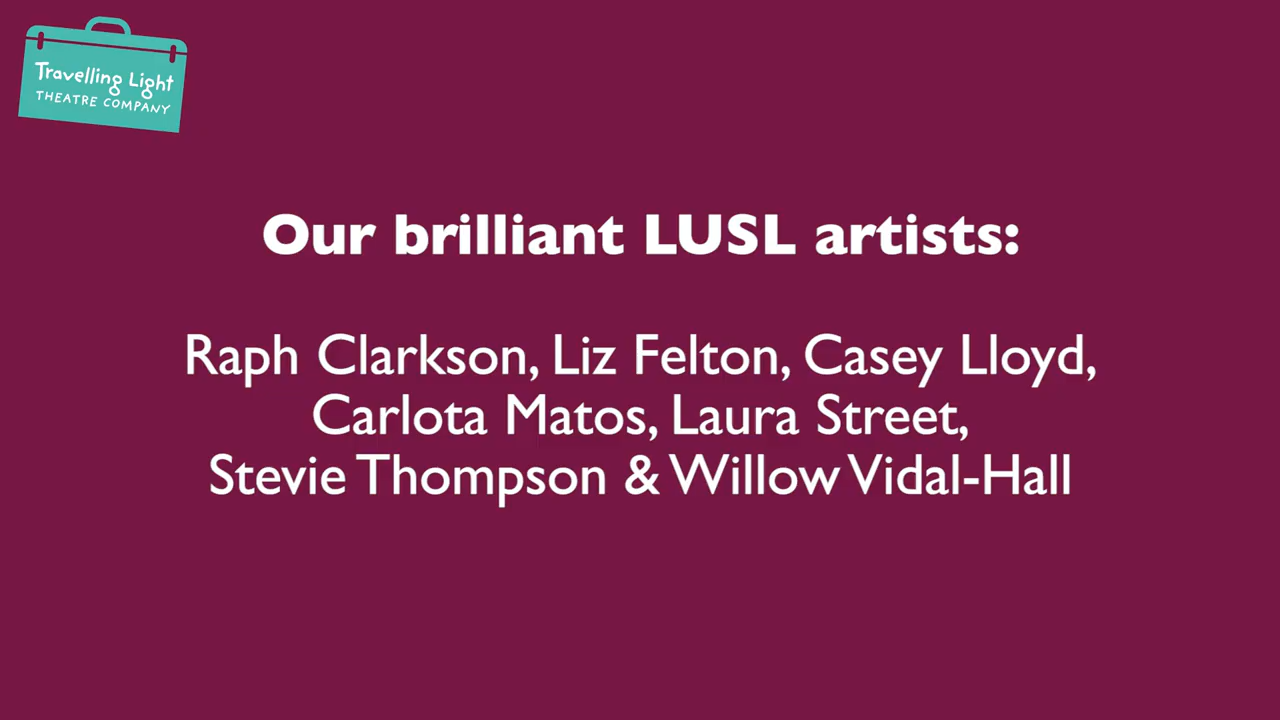 Travelling Light
THEATRE COMPANY
Our brilliant LUSL artists:
Raph Clarkson, Liz Felton, Casey Lloyd,
Carlota Matos, Laura Street,
Stevie Thompson & Willow Vidal-Hall